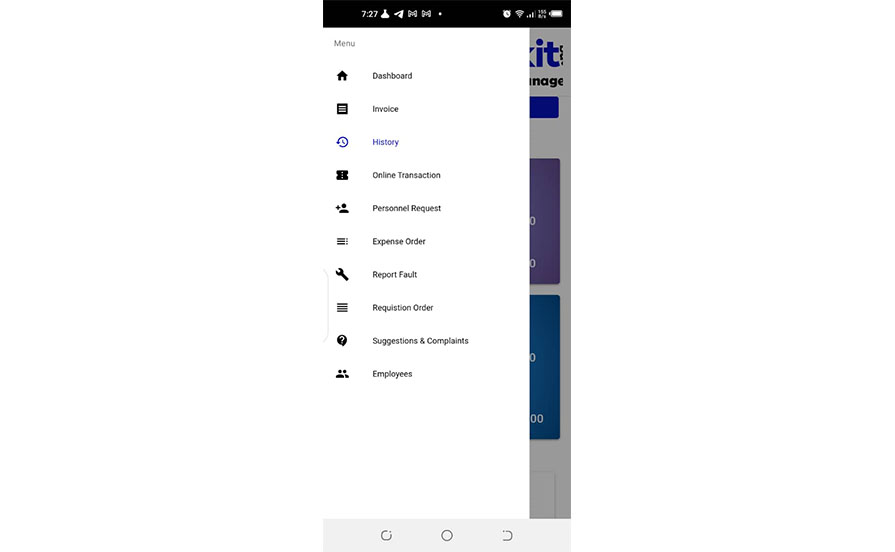 7:27
155
B/s
Menu
Dashboard
Invoice
History
Online Transaction
Personnel Request
Expense Order
Report Fault
Requistion Order
Suggestions & Complaints
Employees
kit
nage
0
0
0
00